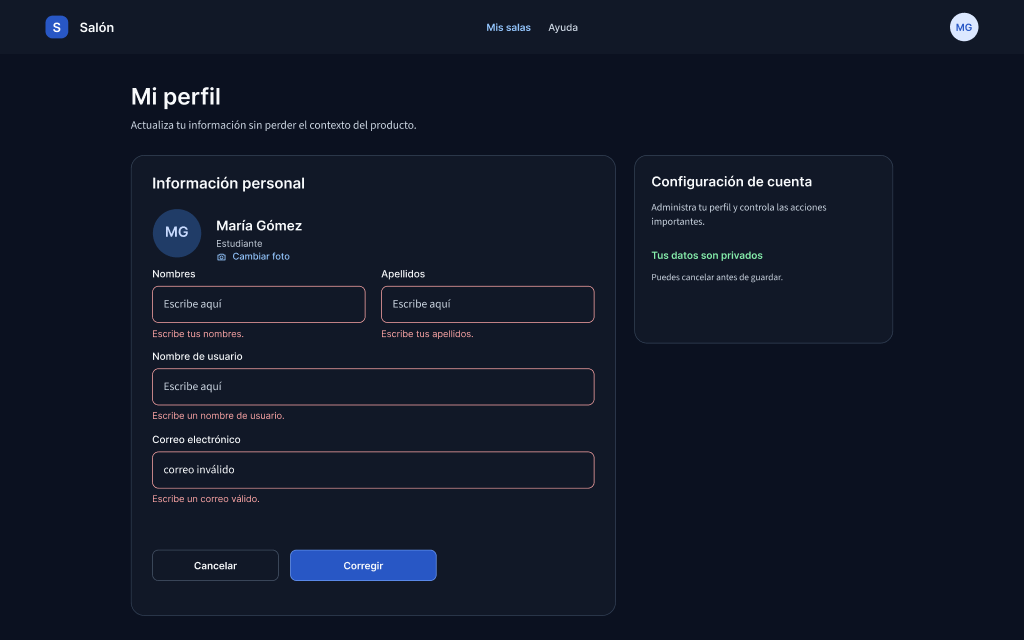 S Salón
Mis salas Ayuda
MG
Mi perfil
Actualiza tu información sin perder el contexto del producto.
Información personal
MG
María Gómez
Estudiante
Cambiar foto
Nombres
Escribe aquí
Escribe tus nombres.
Apellidos
Escribe aquí
Escribe tus apellidos.
Nombre de usuario
Escribe aquí
Escribe un nombre de usuario.
Correo electrónico
correo inválido
Escribe un correo válido.
Cancelar
Corregir
Configuración de cuenta
Administra tu perfil y controla las acciones
importantes.
Tus datos son privados
Puedes cancelar antes de guardar.